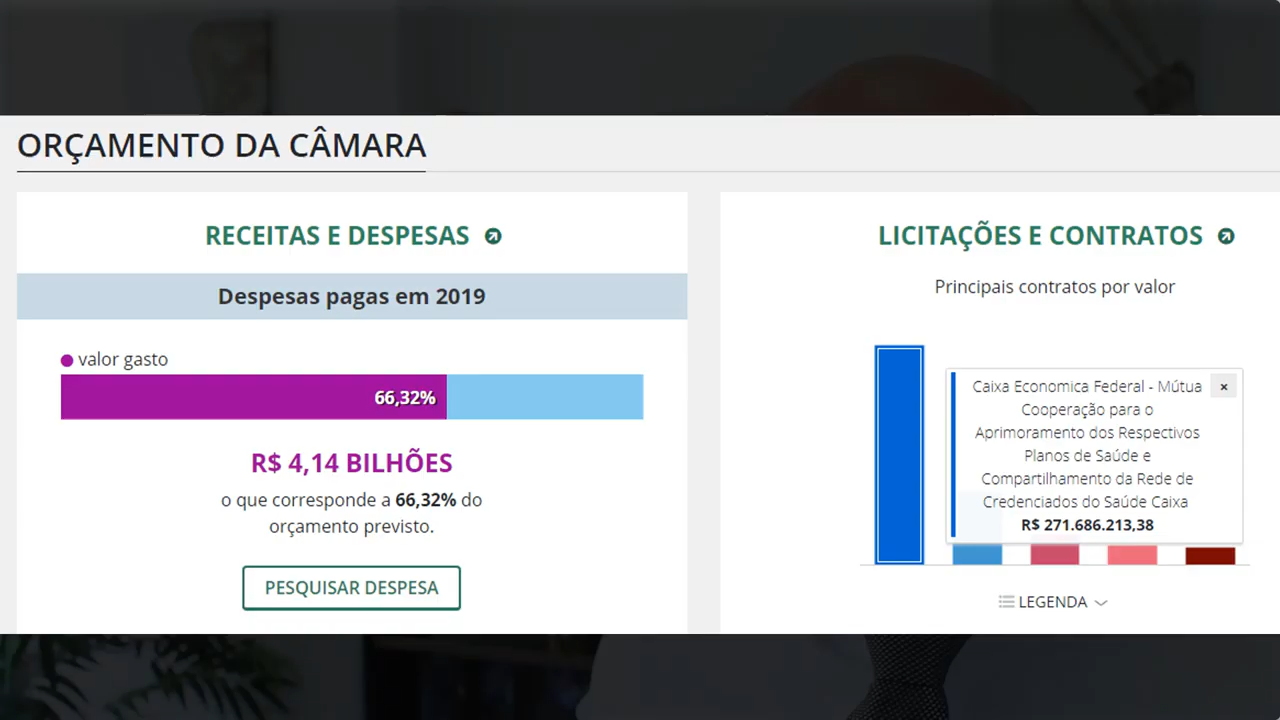 ORÇAMENTO DA CÂMARA
RECEITAS E DESPESAS
Despesas pagas em 2019
valor gasto
66,32%
R$ 4,14 BILHÕES
o que corresponde a 66,32% do
orçamento previsto.
PESQUISAR DESPESA
LICITAÇÕES E CONTRATOS
Principais contratos por valor
Caixa Economica Federal - Mútua
Cooperação para o
Aprimoramento dos Respectivos
Planos de Saúde e
Compartilhamento da Rede de
Credenciados do Saúde Caixa
R$ 271.686.213,38
LEGENDA